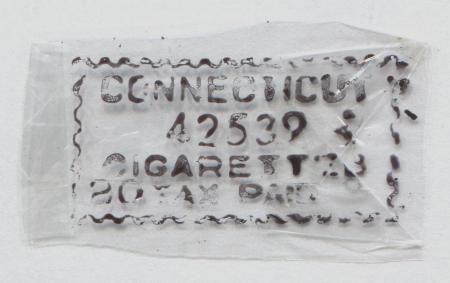 CONNECTICUT
42539
CIGARETTES
20 TAX PAID